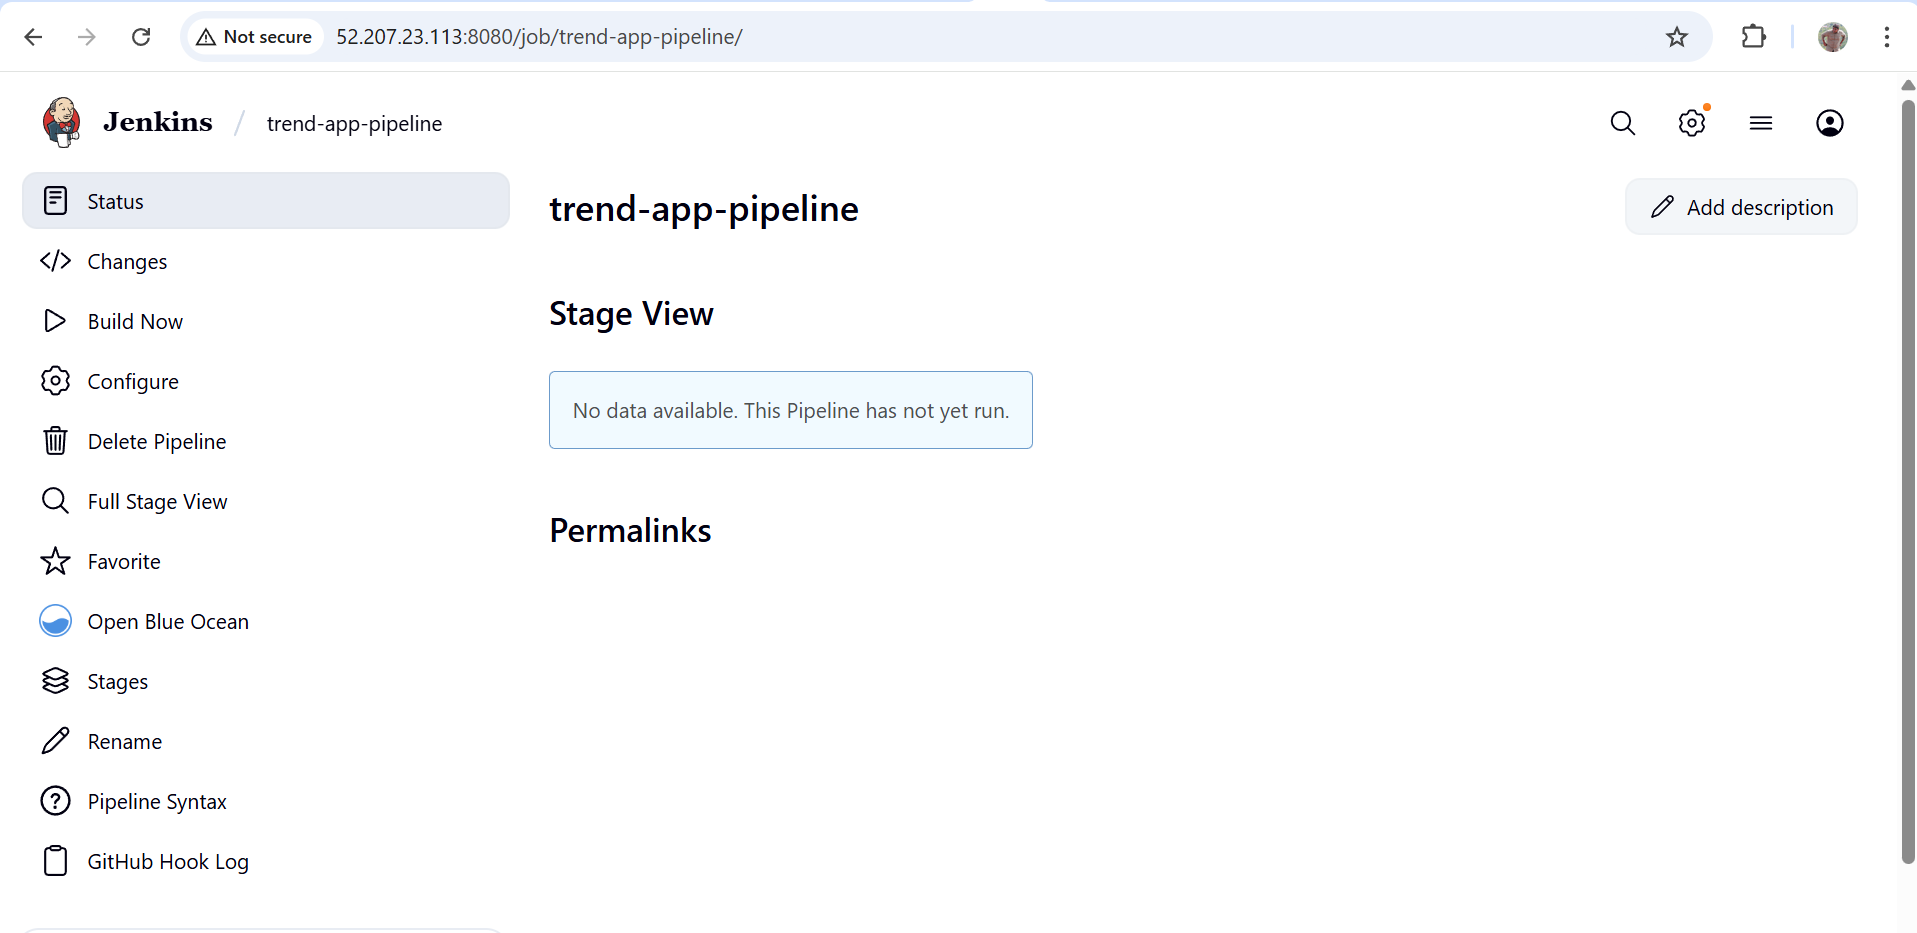 Not secure 52.207.23.113:8080/job/trend-app-pipeline/
Jenkins / trend-app-pipeline
Status
Changes
Build Now
Configure
Delete Pipeline
Full Stage View
Favorite
Open Blue Ocean
Stages
Rename
Pipeline Syntax
GitHub Hook Log
trend-app-pipeline
Add description
Stage View
No data available. This Pipeline has not yet run.
Permalinks